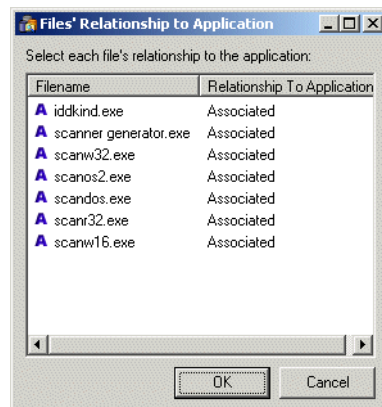 Files' Relationship to Application
Select each file's relationship to the application:
Filename Relationship To Application
A iddkind.exe Associated
A scanner generator.exe Associated
A scanw32.exe Associated
A scanos2.exe Associated
A scandos.exe Associated
A scanr32.exe Associated
A scanw16.exe Associated
OK Cancel